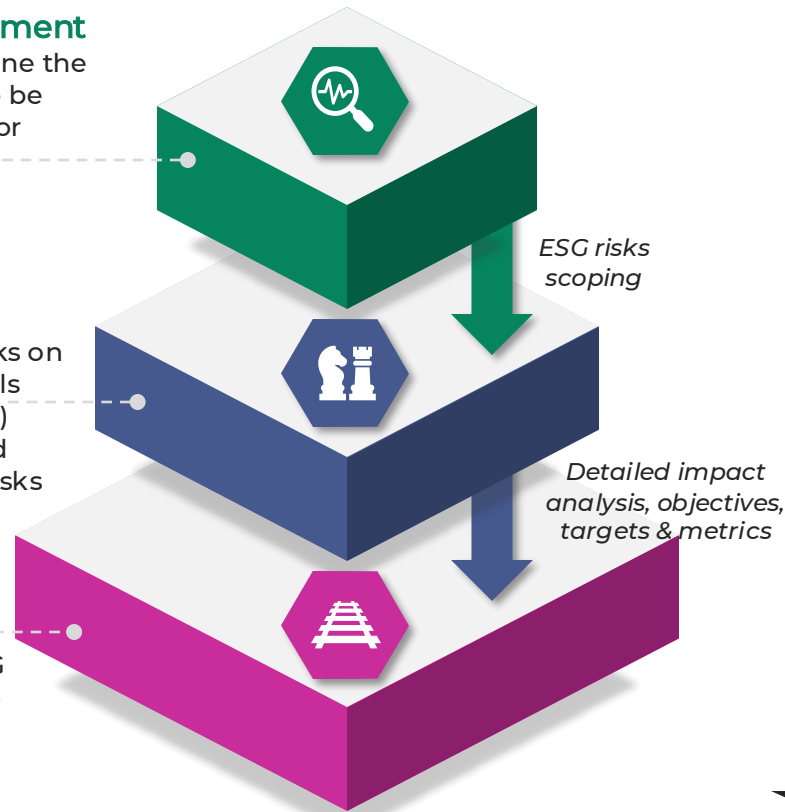 ment
ne the
be
or
ESG risks
scoping
ks on
ls
)
d
sks
Detailed impact
analysis, objectives,
targets & metrics
G